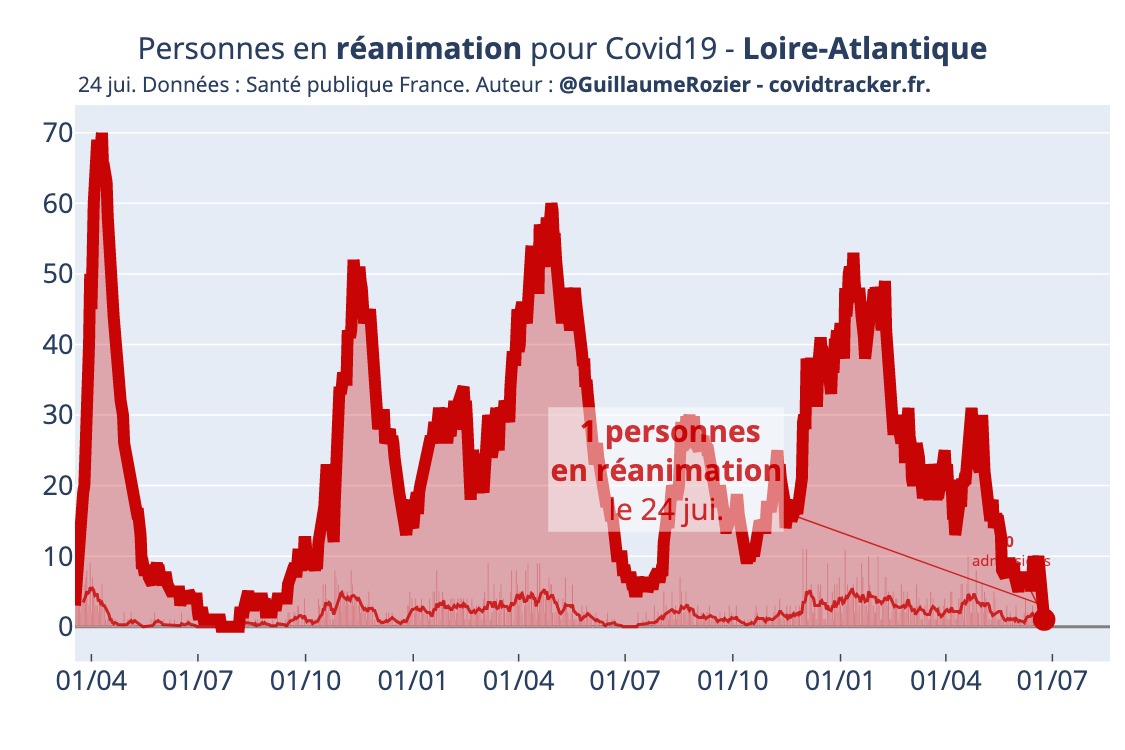 Personnes en réanimation pour Covid19 - Loire-Atlantique
24 jui. Données : Santé publique France. Auteur : @GuillaumeRozier - covidtracker.fr.
70
60
50
40
30
20
10
0
1 personnes
en réanimation
le 24 jui.
0
01/04 01/07 01/10 01/01 01/04 01/07 01/10 01/01 01/04 01/07